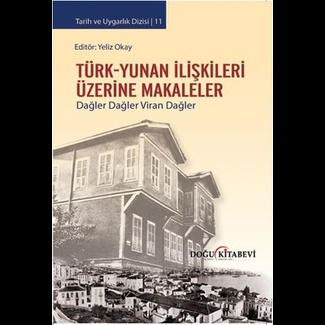 Tarih ve Uygarlık Dizisi | 11
Editör: Yeliz Okay
TÜRK-YUNAN İLİŞKİLERİ
ÜZERİNE MAKALELER
Dağler Dağler Viran Dağler
DOĞU KİTABEVİ